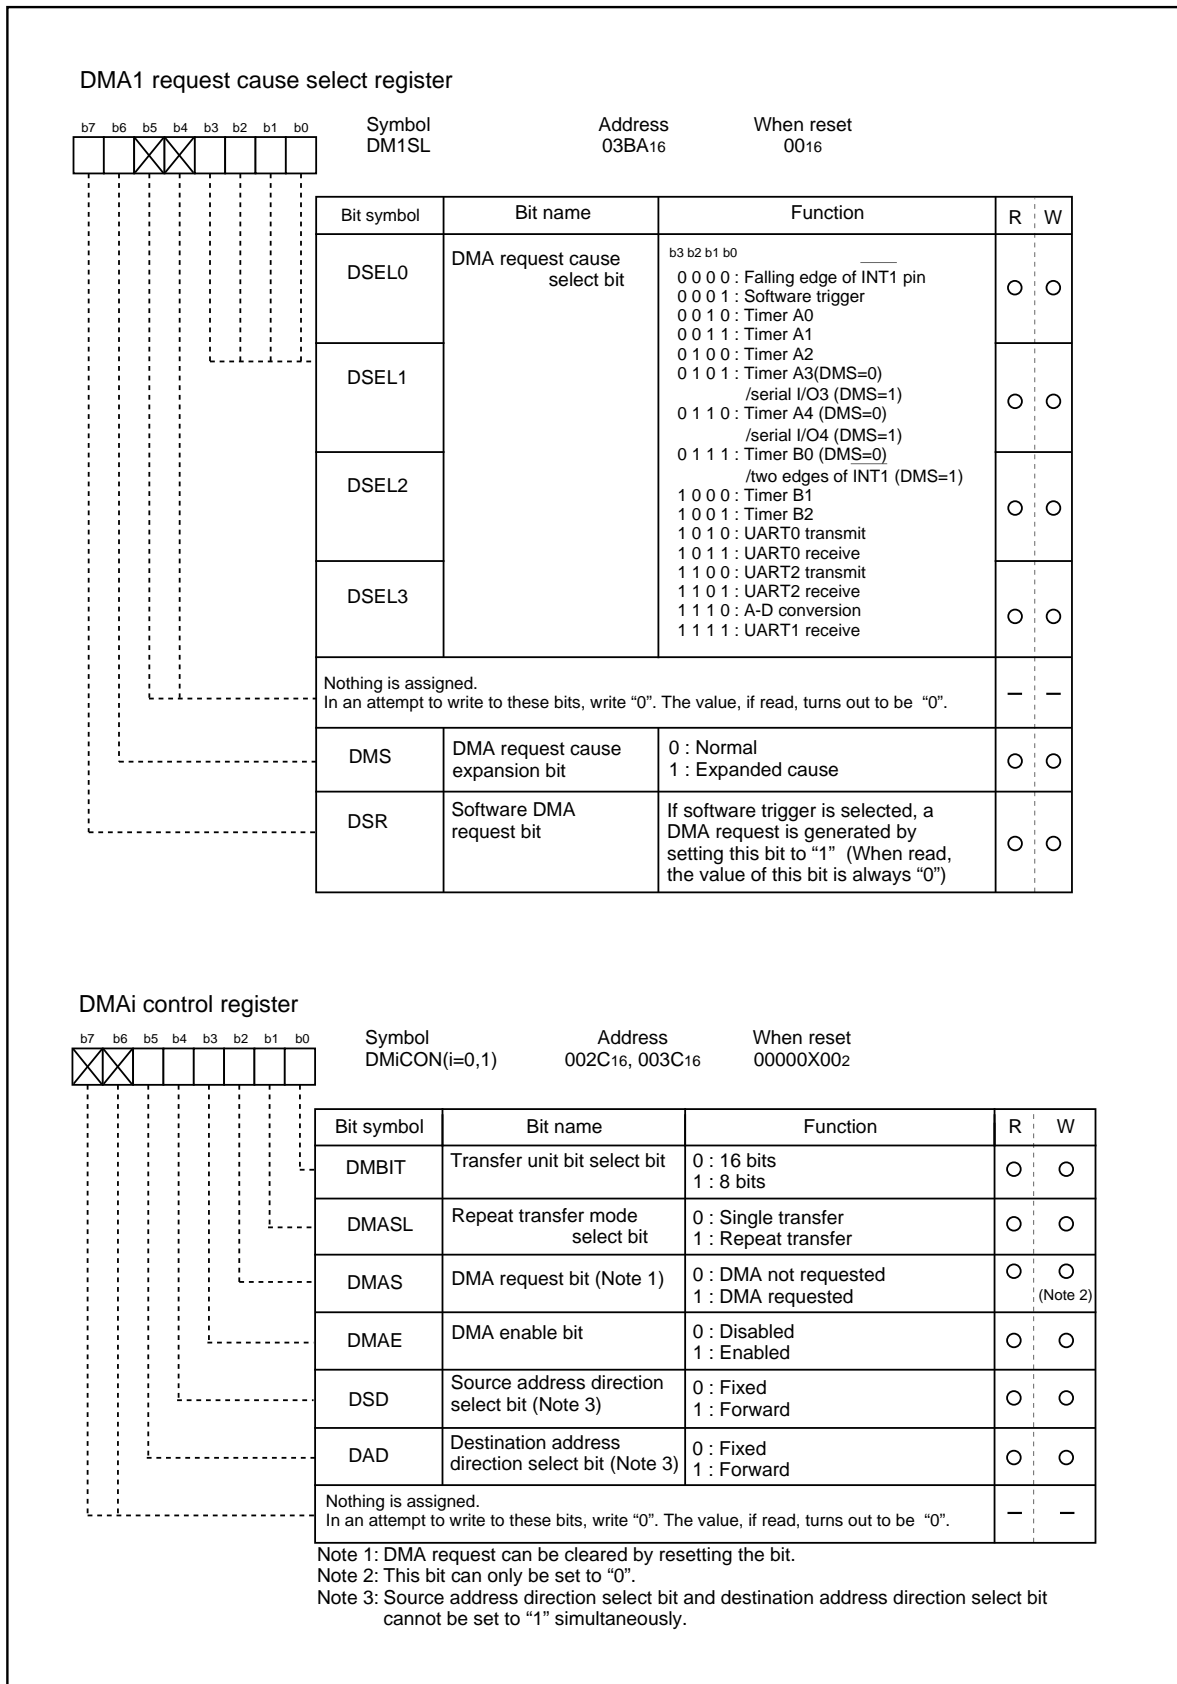 DMA1 request cause select register
b7 b6 b5 b4 b3 b2 b1 b0
Symbol Address When reset
DM1SL 03BA16 0016
Bit symbol Bit name Function R W
DSEL0 DMA request cause select bit
b3 b2 b1 b0
0 0 0 0 : Falling edge of INT1 pin
0 0 0 1 : Software trigger
0 0 1 0 : Timer A0
0 0 1 1 : Timer A1
DSEL1
0 1 0 0 : Timer A2
0 1 0 1 : Timer A3(DMS=0)
/serial I/O3 (DMS=1)
0 1 1 0 : Timer A4 (DMS=0)
/serial I/O4 (DMS=1)
0 1 1 1 : Timer B0 (DMS=0)
/two edges of INT1 (DMS=1)
DSEL2
1 0 0 0 : Timer B1
1 0 0 1 : Timer B2
1 0 1 0 : UART0 transmit
1 0 1 1 : UART0 receive
DSEL3
1 1 0 0 : UART2 transmit
1 1 0 1 : UART2 receive
1 1 1 0 : A-D conversion
1 1 1 1 : UART1 receive
Nothing is assigned.
In an attempt to write to these bits, write “0”. The value, if read, turns out to be “0”.
DMS
DMA request cause
expansion bit
0 : Normal
1 : Expanded cause
DSR
Software DMA
request bit
If software trigger is selected, a
DMA request is generated by
setting this bit to “1” (When read,
the value of this bit is always “0”)
DMAi control register
b7 b6 b5 b4 b3 b2 b1 b0
Symbol Address When reset
DMiCON(i=0,1) 002C16, 003C16 00000X002
Bit symbol Bit name Function R W
DMBIT
Transfer unit bit select bit
0 : 16 bits
1 : 8 bits
DMASL
Repeat transfer mode
select bit
0 : Single transfer
1 : Repeat transfer
DMAS
DMA request bit (Note 1)
0 : DMA not requested
1 : DMA requested
(Note 2)
DMAE
DMA enable bit
0 : Disabled
1 : Enabled
DSD
Source address direction
select bit (Note 3)
0 : Fixed
1 : Forward
DAD
Destination address
direction select bit (Note 3)
0 : Fixed
1 : Forward
Nothing is assigned.
In an attempt to write to these bits, write “0”. The value, if read, turns out to be “0”.
Note 1: DMA request can be cleared by resetting the bit.
Note 2: This bit can only be set to “0”.
Note 3: Source address direction select bit and destination address direction select bit
cannot be set to “1” simultaneously.